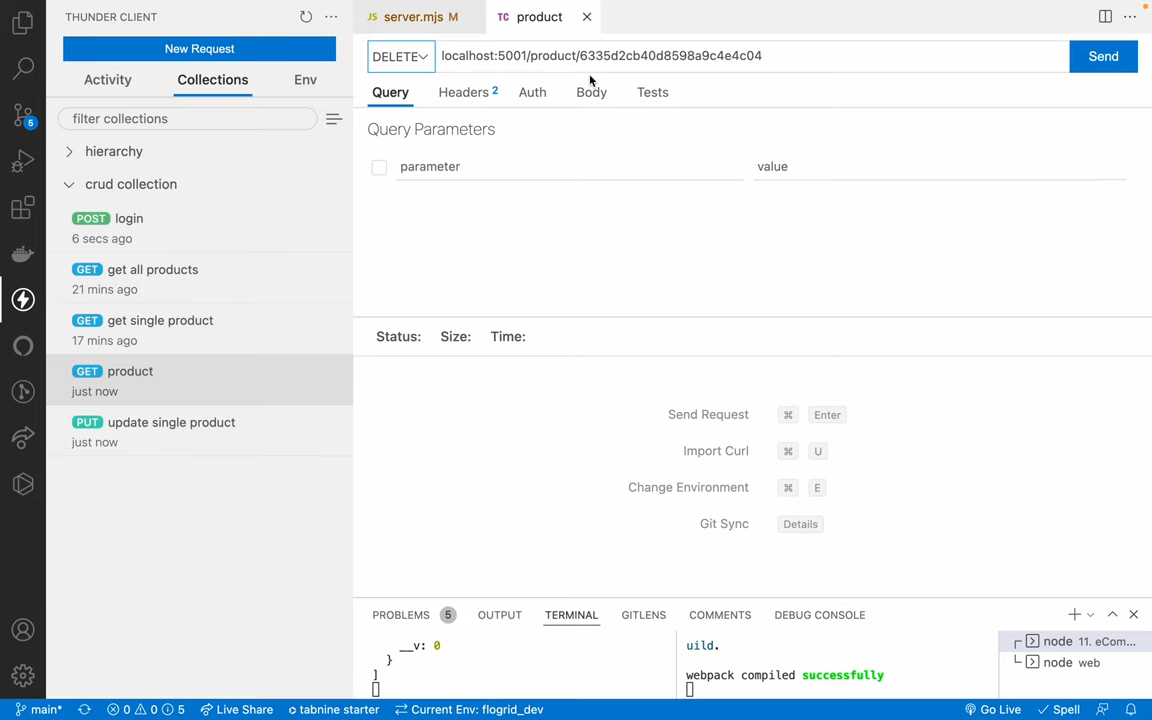 THUNDER CLIENT
JS server.mjs M
TC product
New Request
Activity Collections Env
filter collections
hierarchy
crud collection
POST login
6 secs ago
GET get all products
21 mins ago
GET get single product
17 mins ago
GET product
just now
PUT update single product
just now
5
DELETE localhost:5001/product/6335d2cb40d8598a9c4e4c04 Send
Query Headers 2 Auth Body Tests
Query Parameters
parameter value
Status: Size: Time:
Send Request ⌘ Enter
Import Curl ⌘ U
Change Environment ⌘ E
Git Sync Details
PROBLEMS 5 OUTPUT TERMINAL GITLENS COMMENTS DEBUG CONSOLE
__v: 0
}
]
uild.
webpack compiled successfully
node 11. eCom...
node web
main* 0 0 5 Live Share tabnine starter Current Env: flogrid_dev Go Live Spell